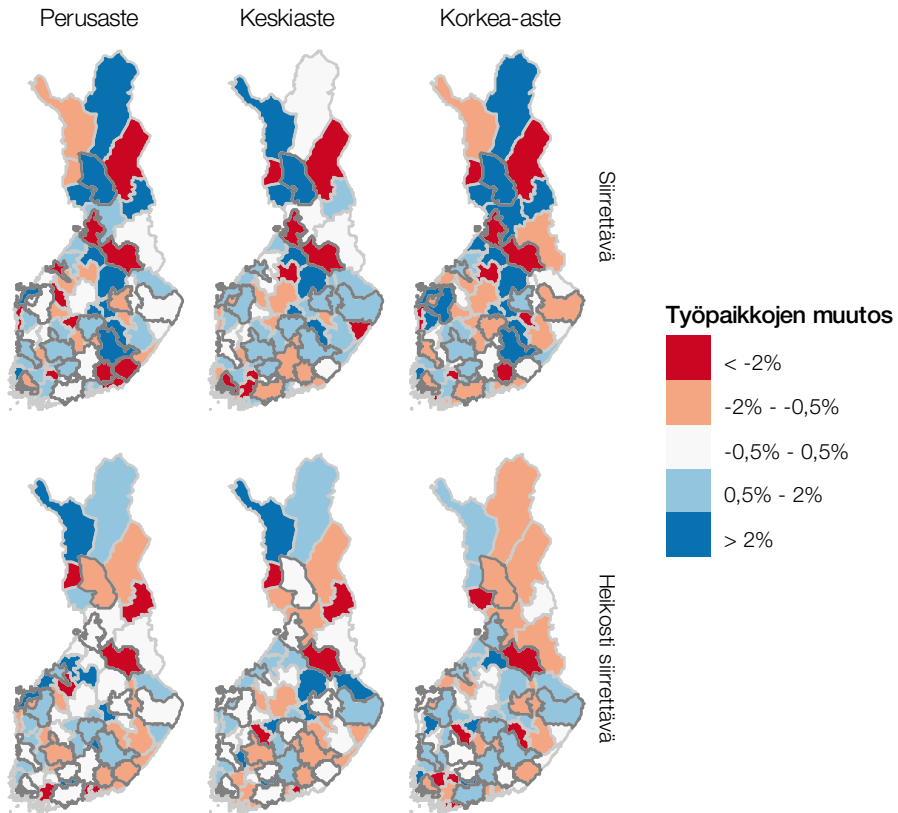 Perusaste
Keskiaste
Korkea-aste
Siirrettävä
Heikosti siirrettävä
Työpaikkojen muutos
< -2%
-2% - -0,5%
-0,5% - 0,5%
0,5% - 2%
> 2%